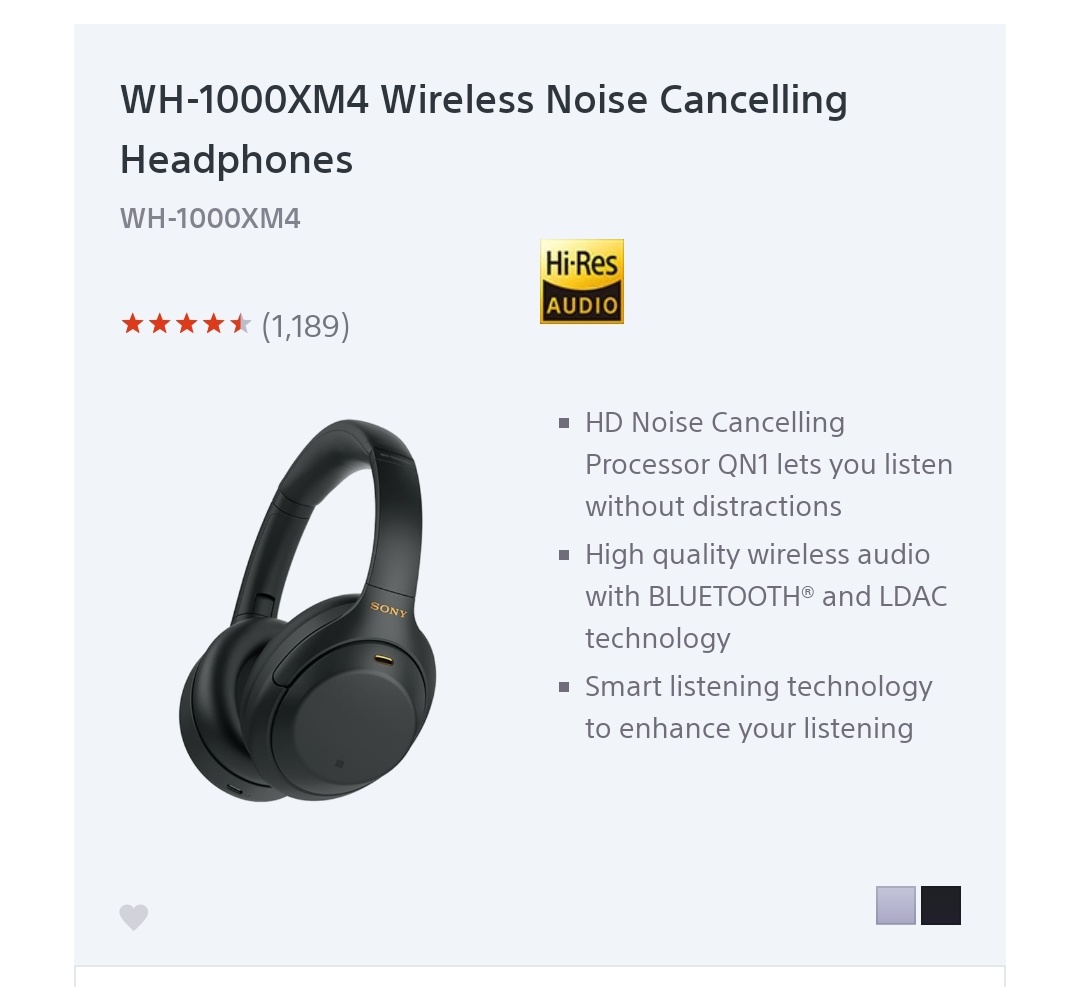 WH-1000XM4 Wireless Noise Cancelling
Headphones
WH-1000XM4
Hi-Res
AUDIO
(1,189)
SONY
HD Noise Cancelling
Processor QN1 lets you listen
without distractions
High quality wireless audio
with BLUETOOTH® and LDAC
technology
Smart listening technology
to enhance your listening